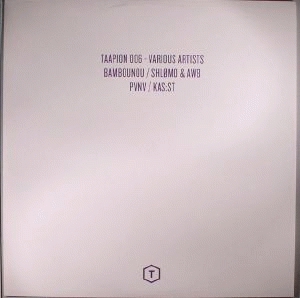 TAAPION 006 - VARIOUS ARTISTS
BAMBOUNOU / SHLØMO & AWB
PVNV / KAS:ST
T